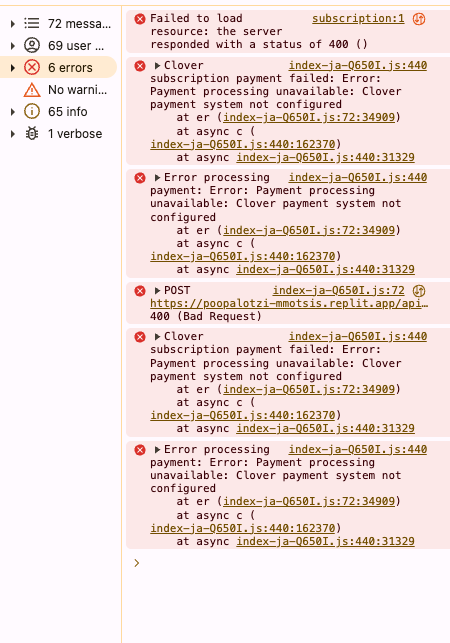 72 messa...
69 user ...
6 errors
No warni...
65 info
1 verbose
Failed to load subscription:1
resource: the server
responded with a status of 400 ()
Clover index-ja-Q650I.js:440
subscription payment failed: Error:
Payment processing unavailable: Clover
payment system not configured
at er (index-ja-Q650I.js:72:34909)
at async c (
index-ja-Q650I.js:440:162370)
at async index-ja-Q650I.js:440:31329
Error processing index-ja-Q650I.js:440
payment: Error: Payment processing
unavailable: Clover payment system not
configured
at er (index-ja-Q650I.js:72:34909)
at async c (
index-ja-Q650I.js:440:162370)
at async index-ja-Q650I.js:440:31329
POST index-ja-Q650I.js:72
https://poopalotzi-mmotsis.replit.app/api…
400 (Bad Request)
Clover index-ja-Q650I.js:440
subscription payment failed: Error:
Payment processing unavailable: Clover
payment system not configured
at er (index-ja-Q650I.js:72:34909)
at async c (
index-ja-Q650I.js:440:162370)
at async index-ja-Q650I.js:440:31329
Error processing index-ja-Q650I.js:440
payment: Error: Payment processing
unavailable: Clover payment system not
configured
at er (index-ja-Q650I.js:72:34909)
at async c (
index-ja-Q650I.js:440:162370)
at async index-ja-Q650I.js:440:31329